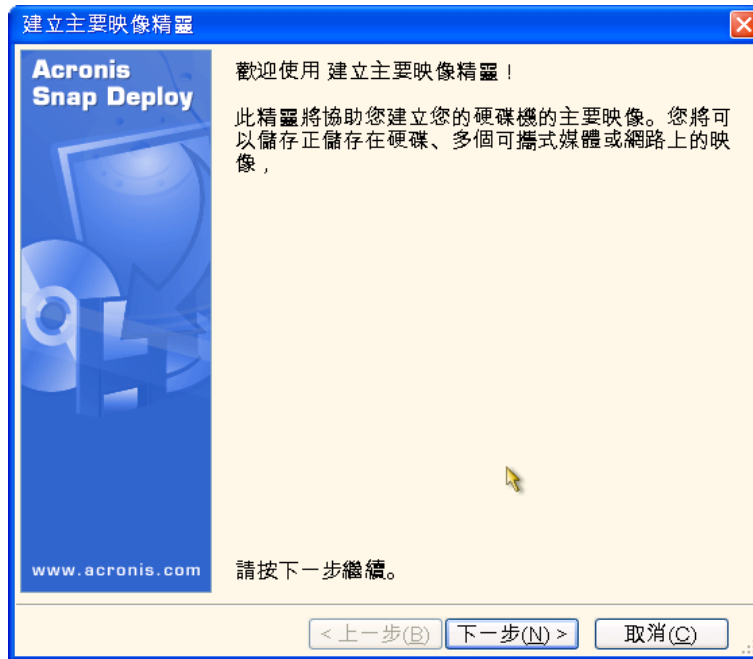 建立主要映像精靈
Acronis
Snap Deploy
歡迎使用 建立主要映像精靈！
此精靈將協助您建立您的硬碟機的主要映像。您將可
以儲存正儲存在硬碟、多個可攜式媒體或網路上的映
像，
www.acronis.com
請按下一步繼續。
< 上一步(B)
下一步(N) >
取消(C)